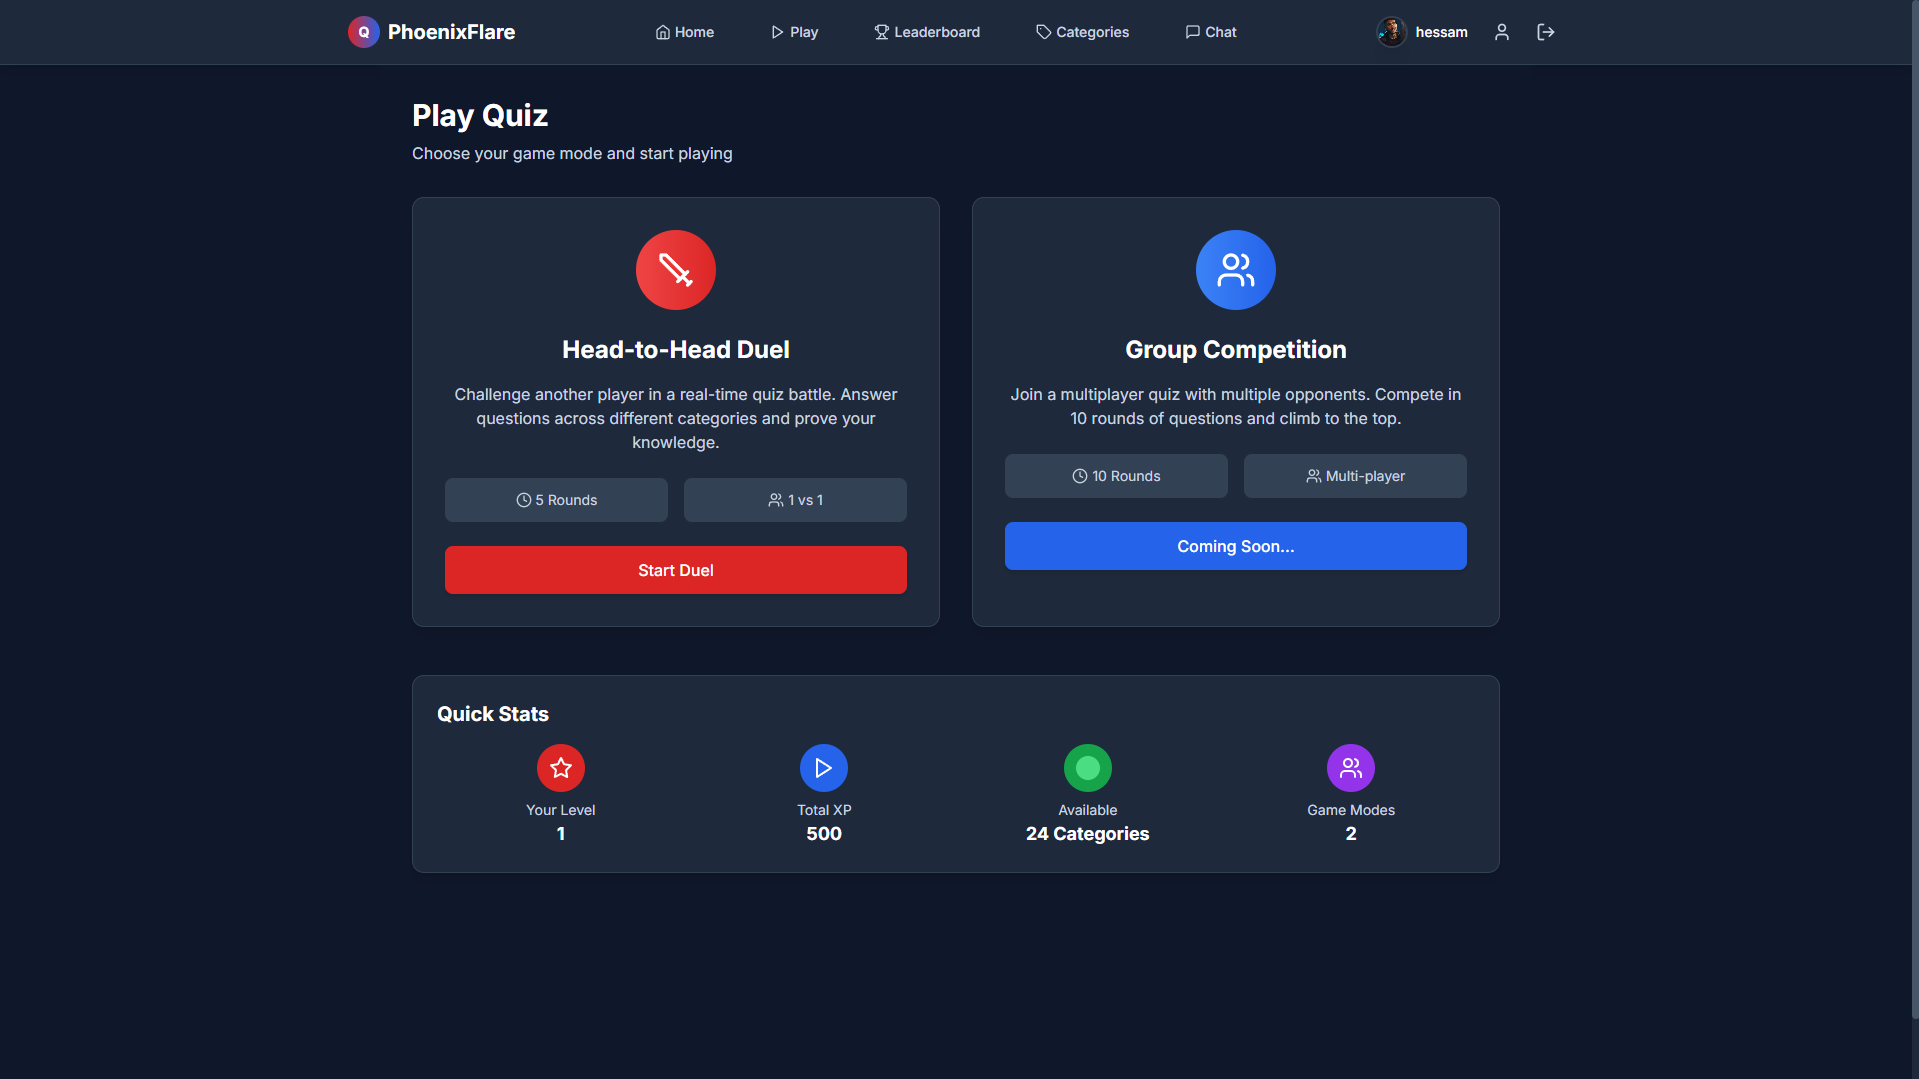 Q PhoenixFlare
Home
Play
Leaderboard
Categories
Chat
hessam
Play Quiz
Choose your game mode and start playing
Head-to-Head Duel
Challenge another player in a real-time quiz battle. Answer
questions across different categories and prove your
knowledge.
5 Rounds
1 vs 1
Start Duel
Group Competition
Join a multiplayer quiz with multiple opponents. Compete in
10 rounds of questions and climb to the top.
10 Rounds
Multi-player
Coming Soon...
Quick Stats
Your Level
1
Total XP
500
Available
24 Categories
Game Modes
2